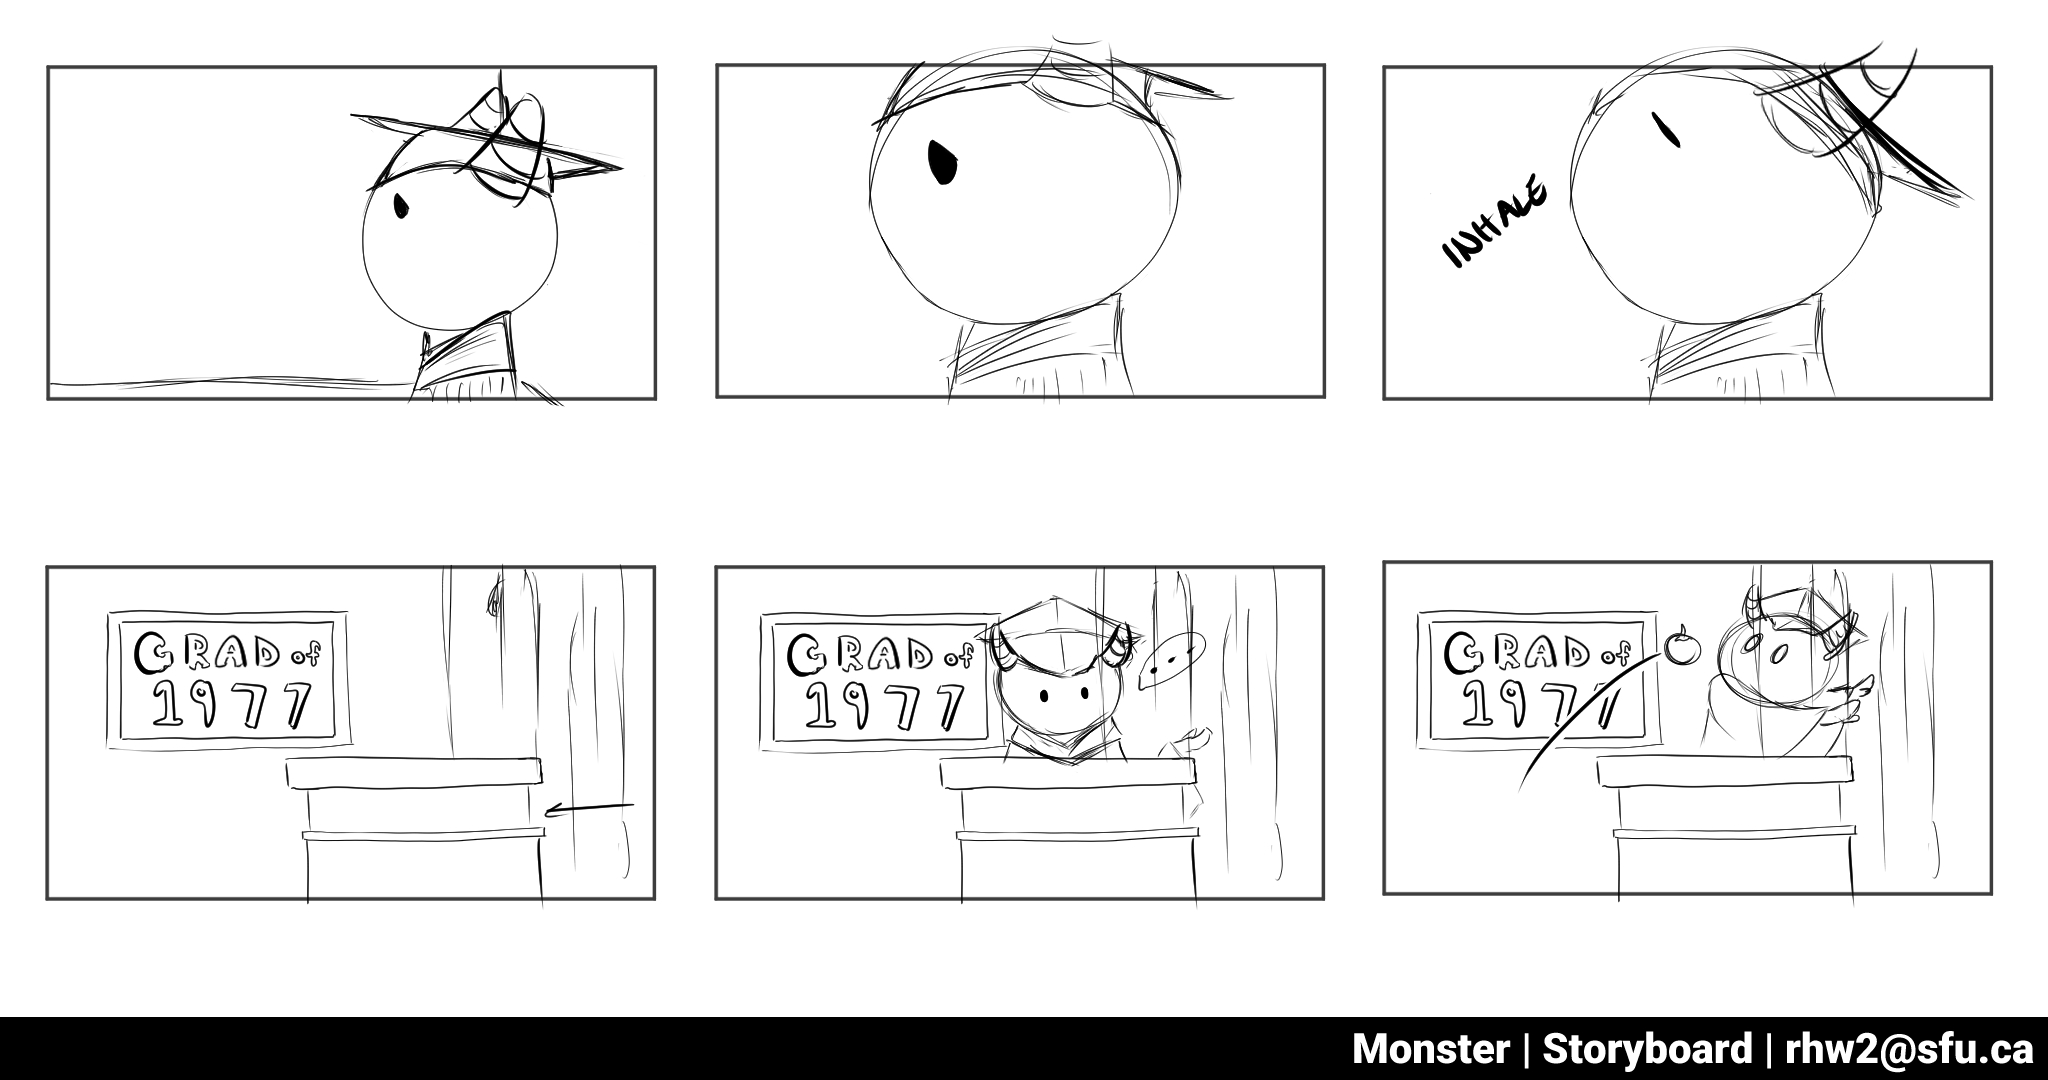 INHALE
GRAD of
1977
GRAD of
1977
GRAD of
1977
Monster | Storyboard | rhw2@sfu.ca